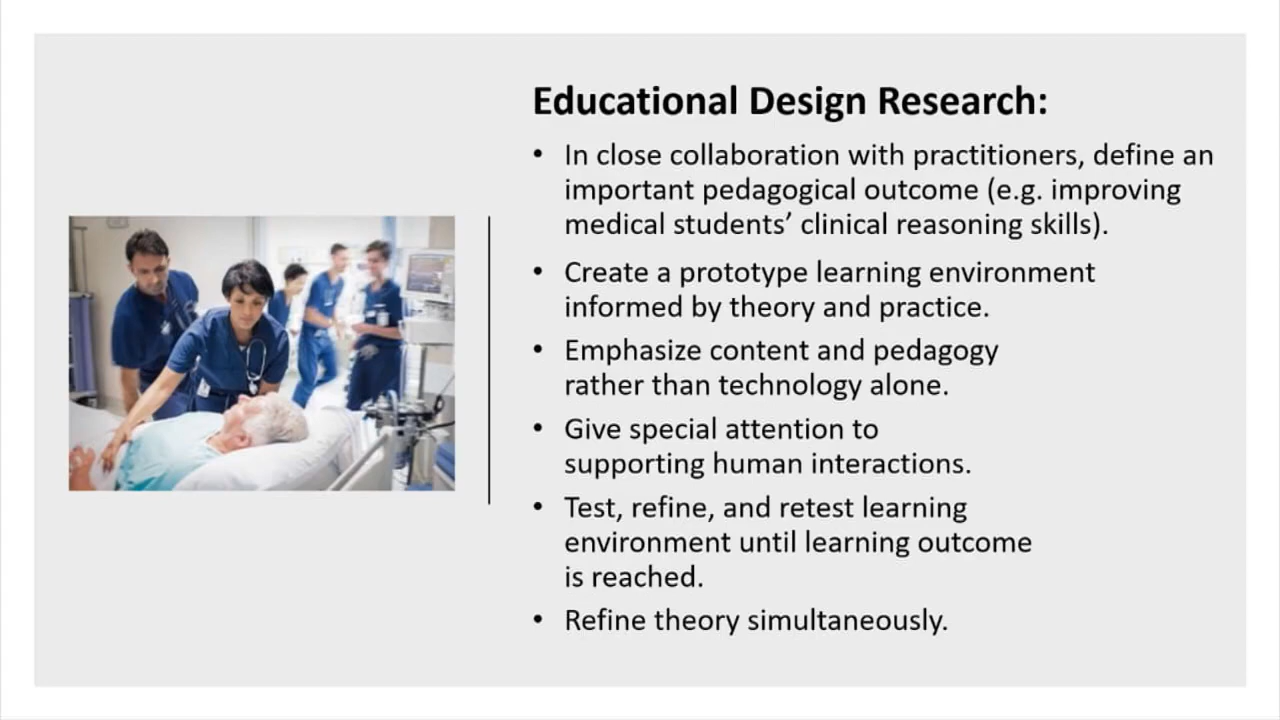 Educational Design Research:
• In close collaboration with practitioners, define an
important pedagogical outcome (e.g. improving
medical students’ clinical reasoning skills).
• Create a prototype learning environment
informed by theory and practice.
• Emphasize content and pedagogy
rather than technology alone.
• Give special attention to
supporting human interactions.
• Test, refine, and retest learning
environment until learning outcome
is reached.
• Refine theory simultaneously.